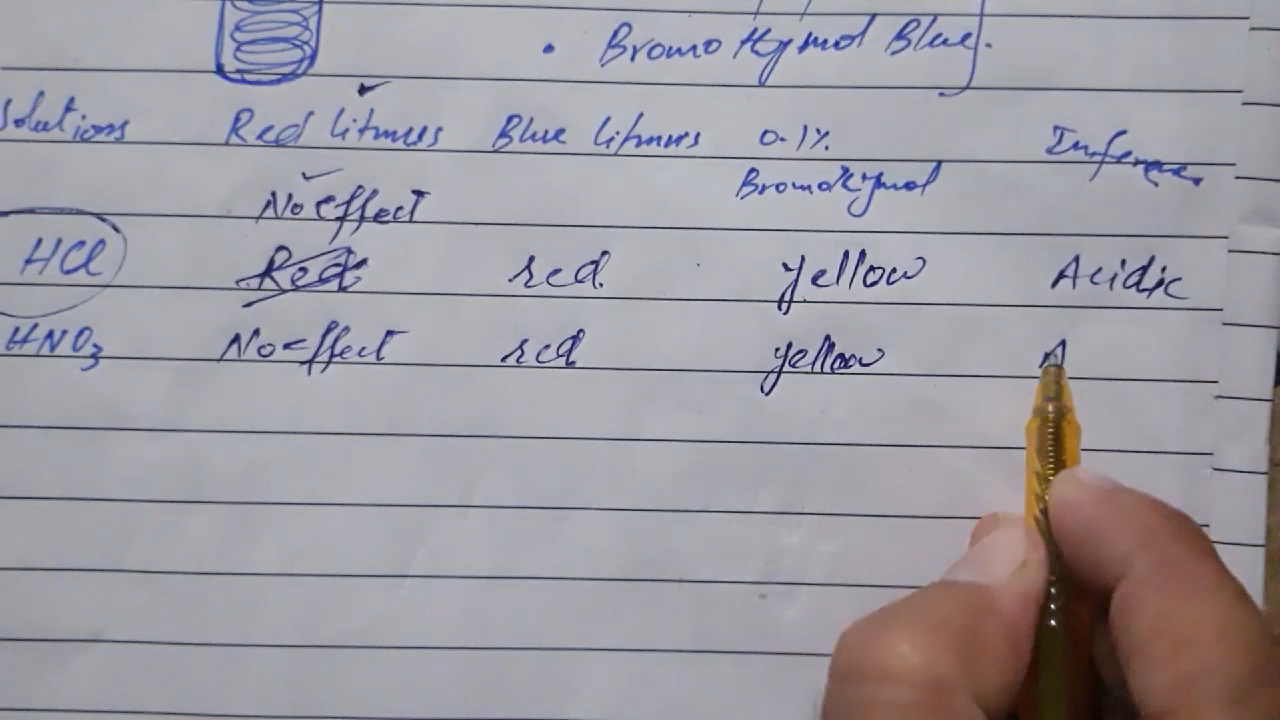 • Bromo thymol Blue.
Solutions Red litmus Blue litmus 0.1% Inference
Bromothymol
No effect
HCl Red red yellow Acidic
HNO3 No effect red yellow A